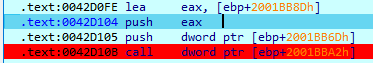 .text:0042D0FE lea eax, [ebp+2001BB8Dh]
.text:0042D104 push eax
.text:0042D105 push dword ptr [ebp+2001BB6Dh]
.text:0042D10B call dword ptr [ebp+2001BBA2h]